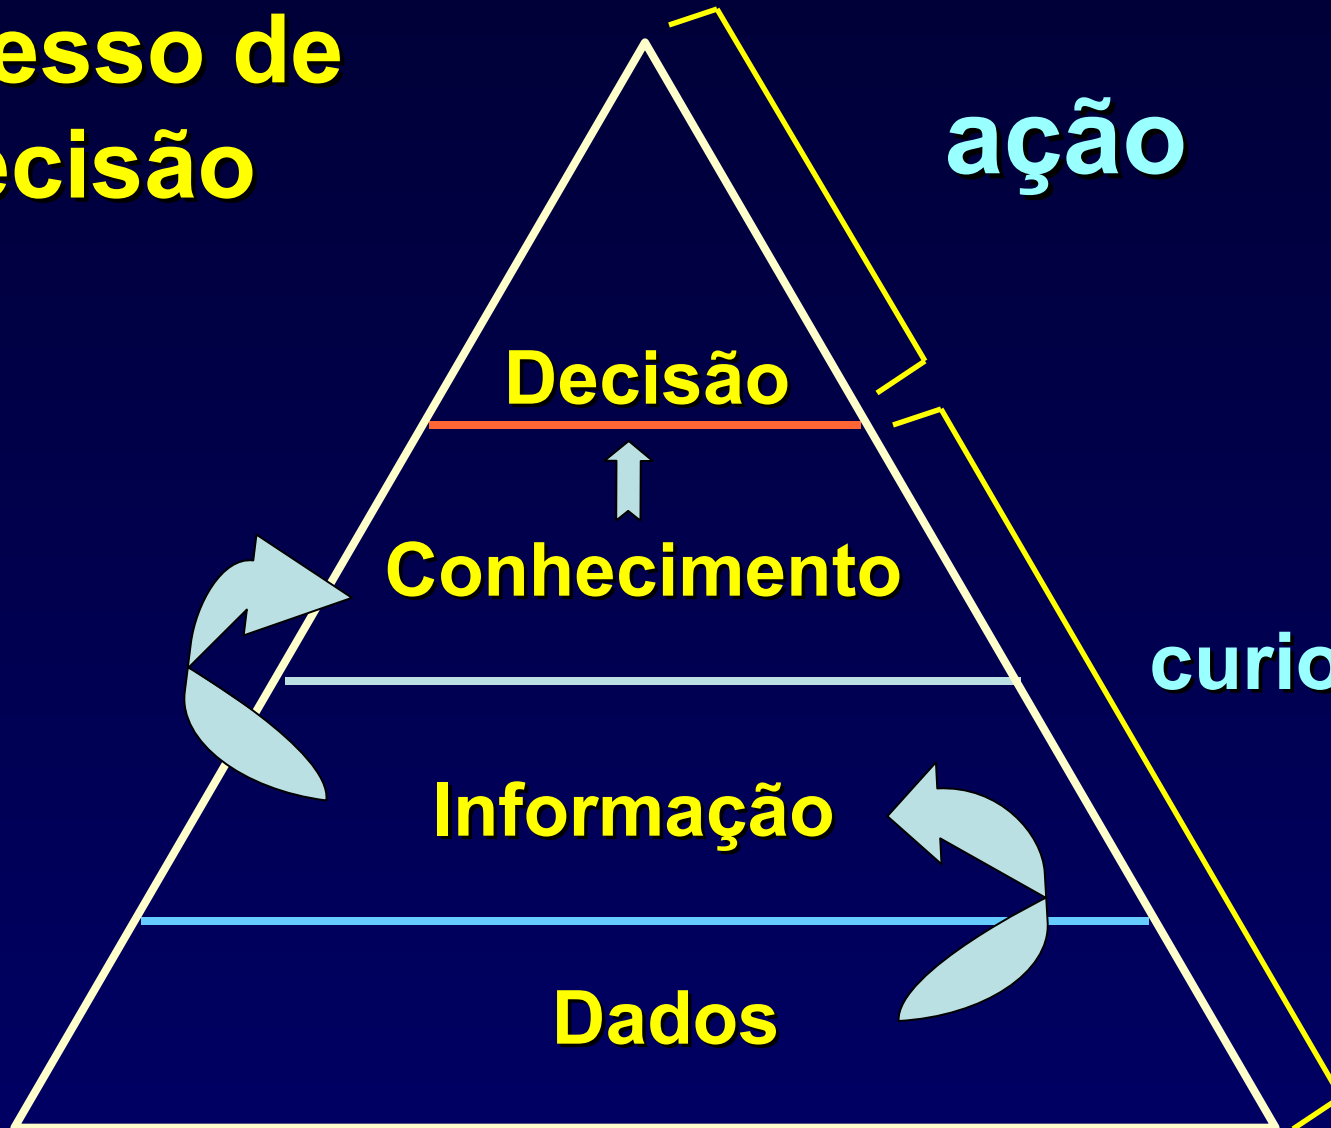 esso de
ecisão
ação
Decisão
Conhecimento
curio
Informação
Dados